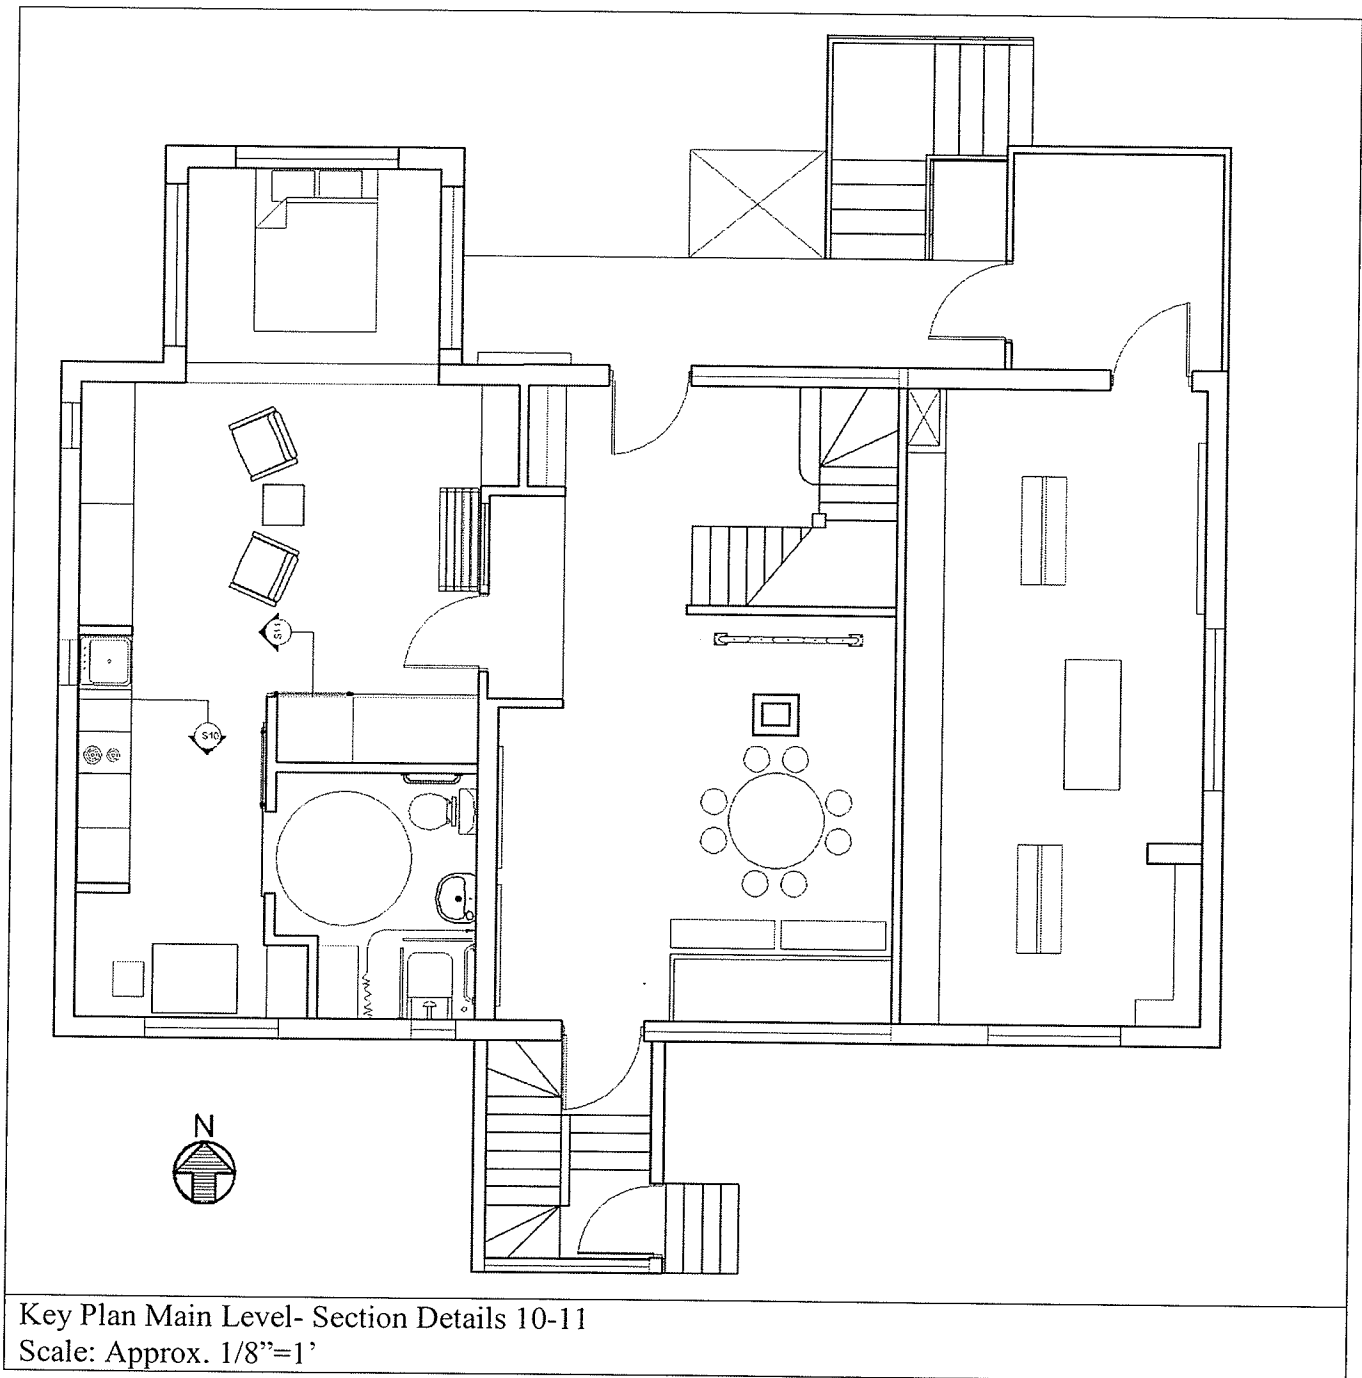 S11
S10
N
Key Plan Main Level- Section Details 10-11
Scale: Approx. 1/8”=1’